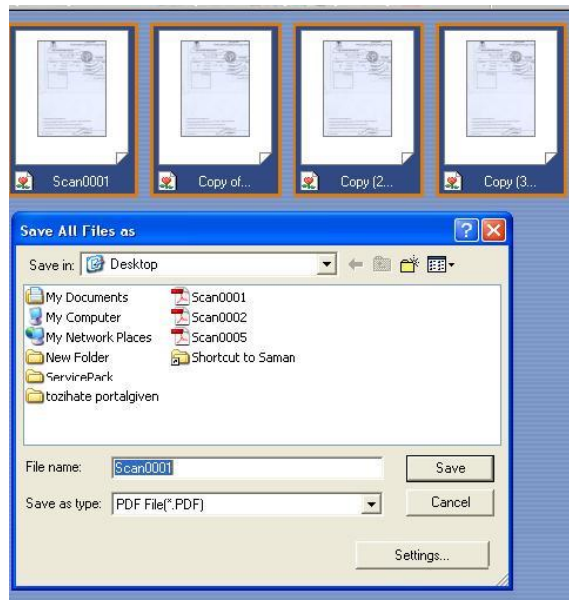 Scan0001
Copy of...
Copy (2...
Copy (3...
Save All Files as
Save in:
Desktop
My Documents
Scan0001
My Computer
Scan0002
My Network Places
Scan0005
New Folder
Shortcut to Saman
ServicePack
tozihate portalgiven
File name:
Scan0001
Save
Save as type:
PDF File(*.PDF)
Cancel
Settings...